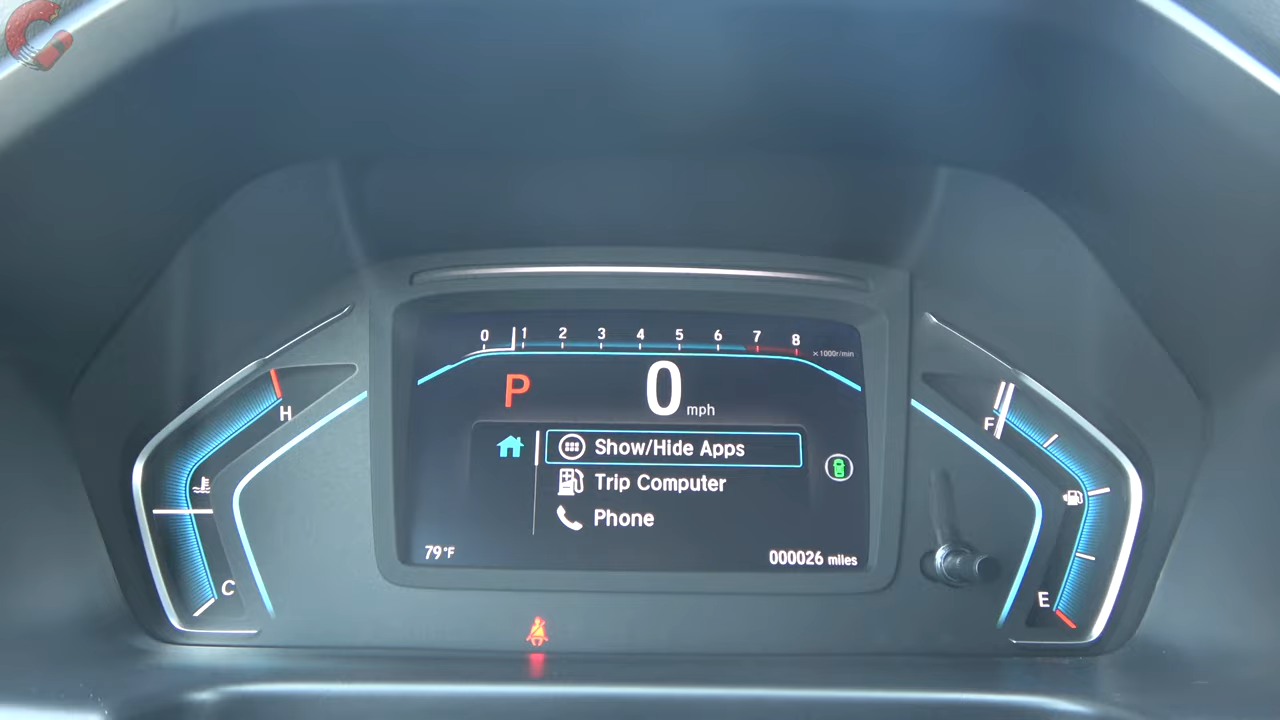 0 1 2 3 4 5 6 7 8
×1000r/min
P 0 mph
H
F
Show/Hide Apps
Trip Computer
Phone
79°F
000026 miles
C
E